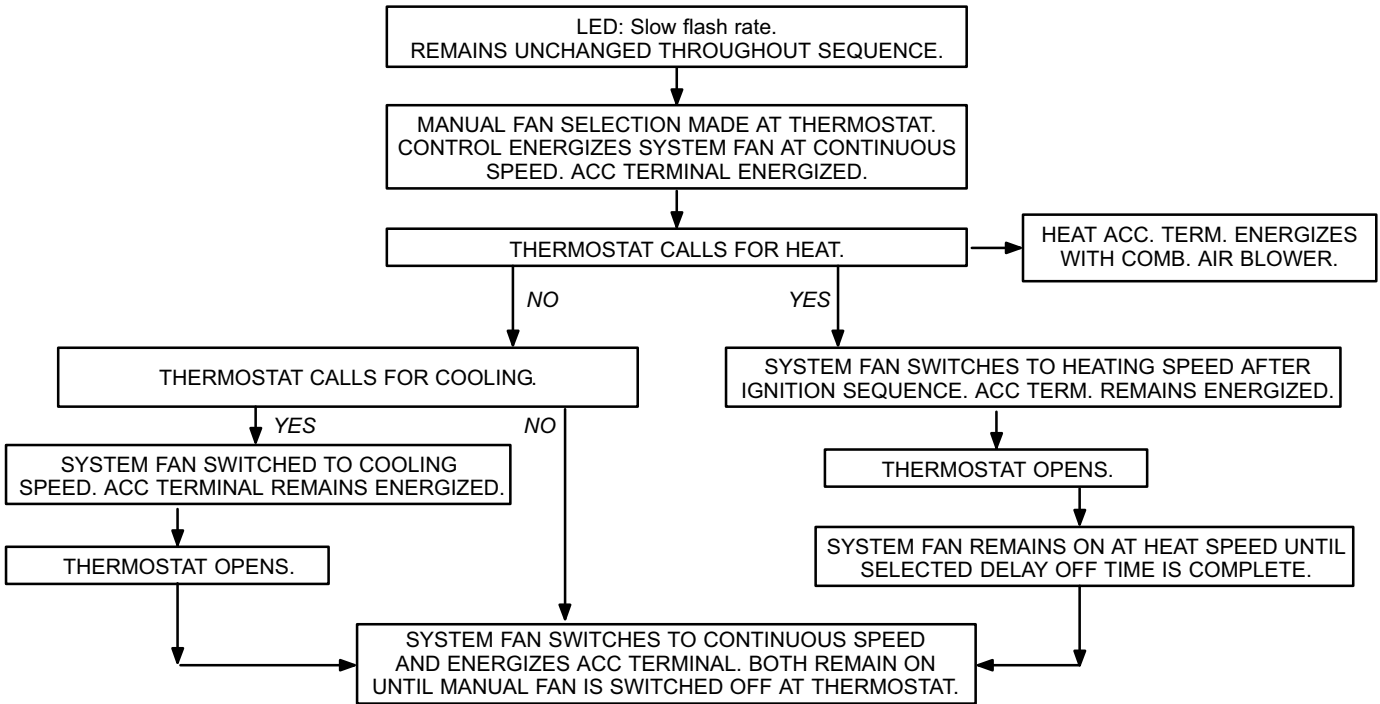 LED: Slow flash rate.
REMAINS UNCHANGED THROUGHOUT SEQUENCE.
MANUAL FAN SELECTION MADE AT THERMOSTAT.
CONTROL ENERGIZES SYSTEM FAN AT CONTINUOUS
SPEED. ACC TERMINAL ENERGIZED.
THERMOSTAT CALLS FOR HEAT.
HEAT ACC. TERM. ENERGIZES
WITH COMB. AIR BLOWER.
NO
YES
THERMOSTAT CALLS FOR COOLING.
SYSTEM FAN SWITCHES TO HEATING SPEED AFTER
IGNITION SEQUENCE. ACC TERM. REMAINS ENERGIZED.
YES
NO
SYSTEM FAN SWITCHED TO COOLING
SPEED. ACC TERMINAL REMAINS ENERGIZED.
THERMOSTAT OPENS.
THERMOSTAT OPENS.
SYSTEM FAN REMAINS ON AT HEAT SPEED UNTIL
SELECTED DELAY OFF TIME IS COMPLETE.
SYSTEM FAN SWITCHES TO CONTINUOUS SPEED
AND ENERGIZES ACC TERMINAL. BOTH REMAIN ON
UNTIL MANUAL FAN IS SWITCHED OFF AT THERMOSTAT.